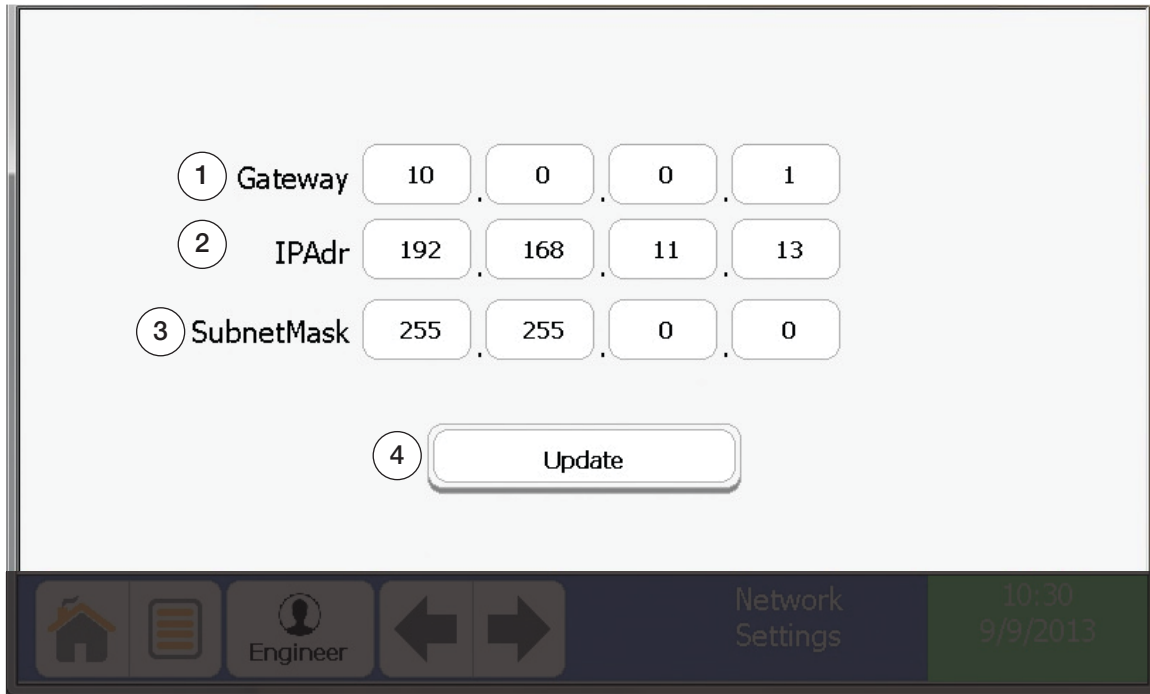 1 Gateway 10 . 0 . 0 . 1
2 IPAdr 192 . 168 . 11 . 13
3 SubnetMask 255 . 255 . 0 . 0
4 Update
Engineer
Network
Settings
10:30
9/9/2013